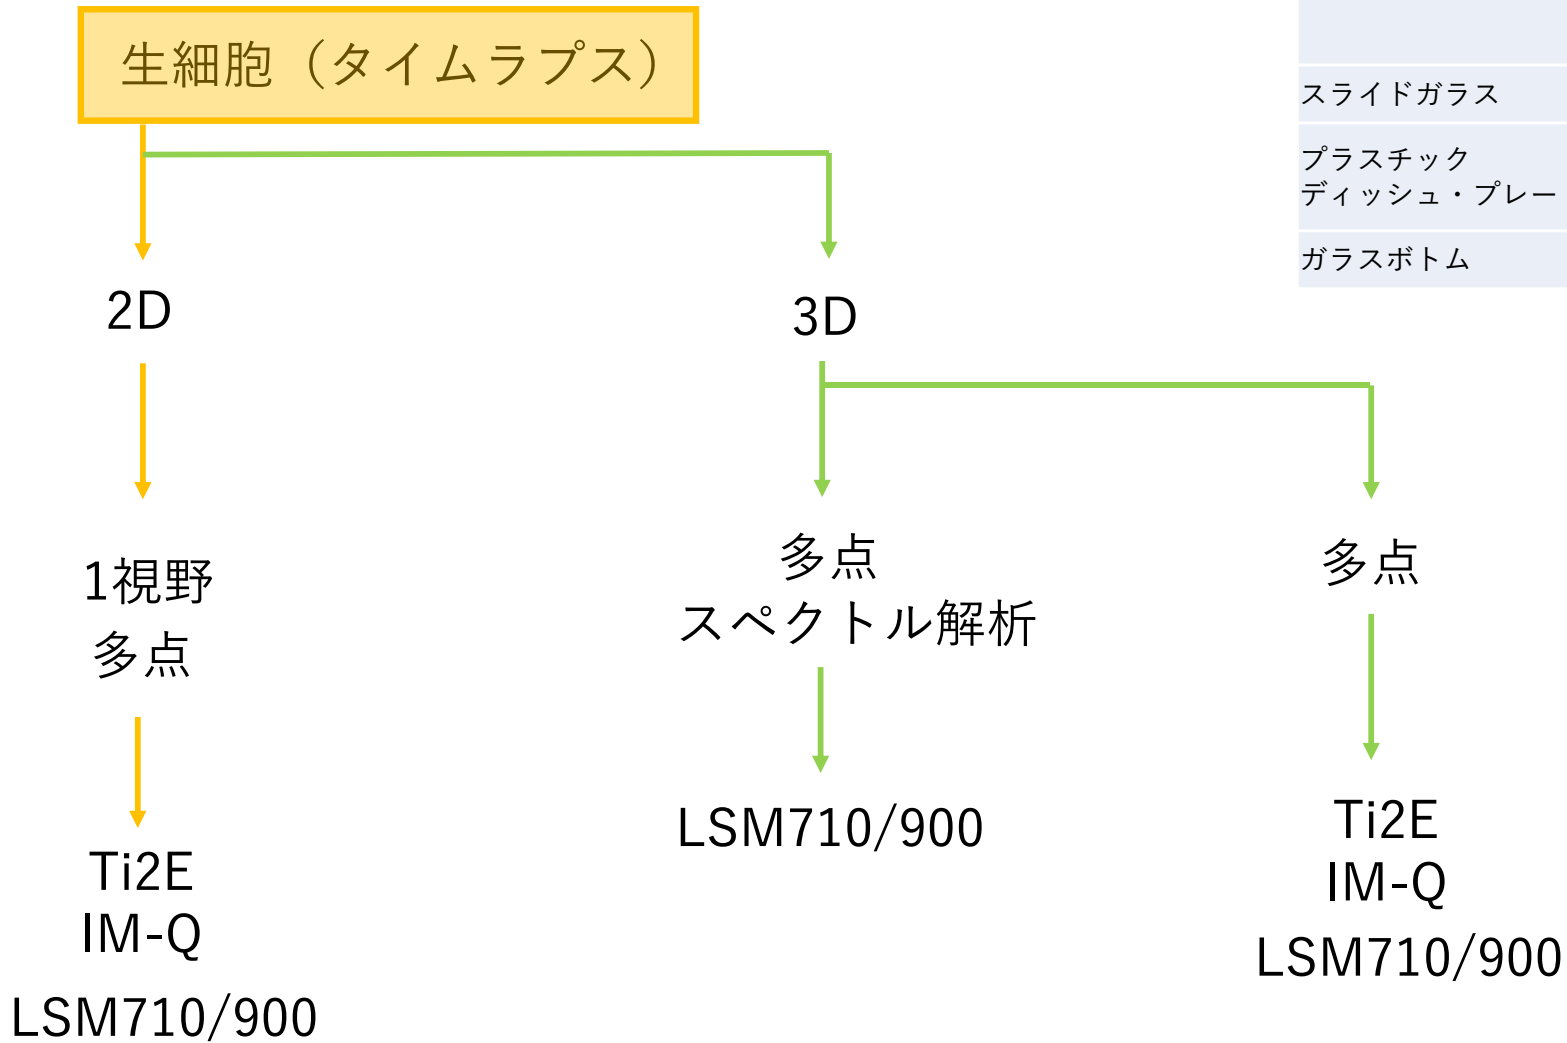 生細胞（タイムラプス）
スライドガラス
プラスチック
ディッシュ・プレー
ガラスボトム
2D
3D
1視野
多点
多点
スペクトル解析
多点
Ti2E
IM-Q
LSM710/900
LSM710/900
Ti2E
IM-Q
LSM710/900